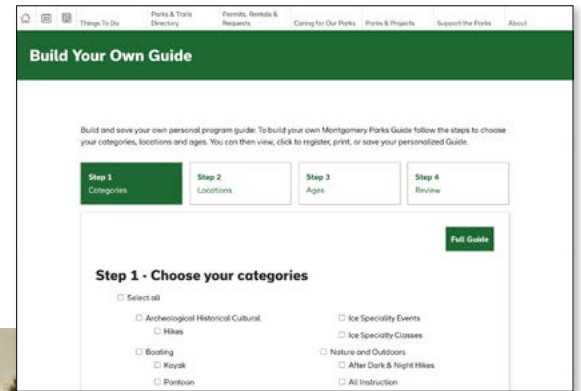 Things To Do
Parks & Trails Directory
Permits, Rentals & Requests
Caring for Our Parks
Parks & Projects
Support the Parks
About
Build Your Own Guide
Build and save your own personal program guide: To build your own Montgomery Parks Guide follow the steps to choose
your categories, locations and ages. You can then view, click to register, print, or save your personalized Guide.
Step 1
Categories
Step 2
Locations
Step 3
Ages
Step 4
Review
Full Guide
Step 1 - Choose your categories
Select all
Archeological Historical Cultural
Hikes
Boating
Kayak
Pontoon
Ice Speciality Events
Ice Specialty Classes
Nature and Outdoors
After Dark & Night Hikes
All Instruction